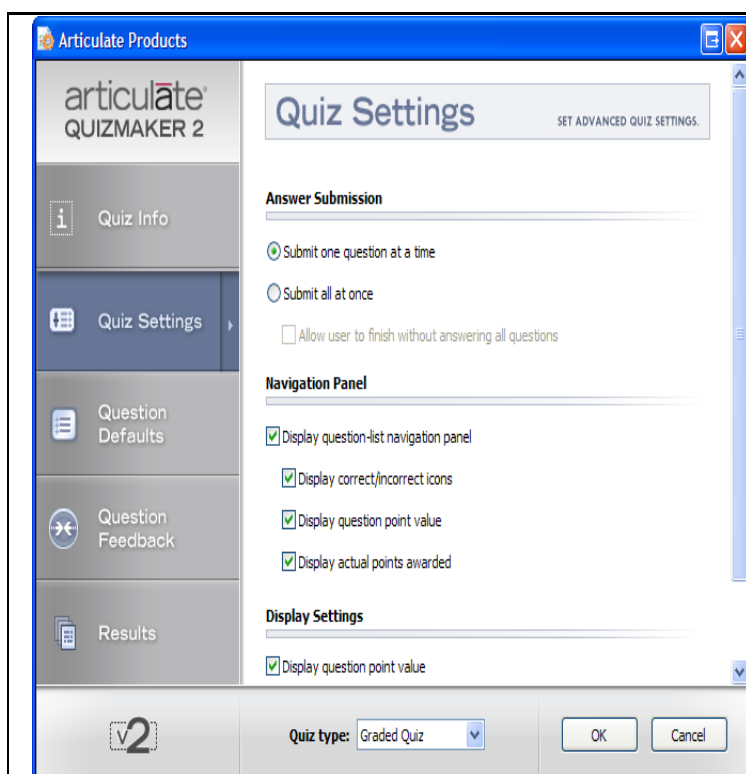 Articulate Products
articulāte®
QUIZMAKER 2
Quiz Info
Quiz Settings
Question
Defaults
Question
Feedback
Results
Quiz Settings
SET ADVANCED QUIZ SETTINGS.
Answer Submission
Submit one question at a time
Submit all at once
Allow user to finish without answering all questions
Navigation Panel
Display question-list navigation panel
Display correct/incorrect icons
Display question point value
Display actual points awarded
Display Settings
Display question point value
v2
Quiz type: Graded Quiz
OK
Cancel